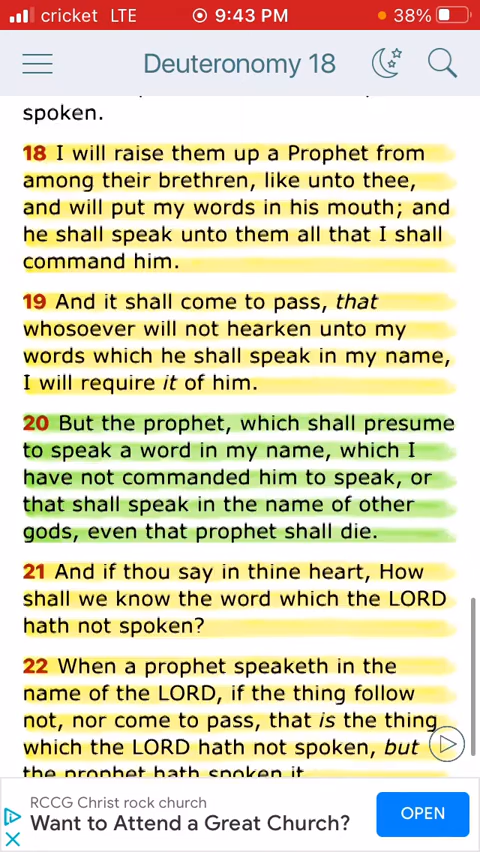 cricket LTE 9:43 PM 38%
Deuteronomy 18
spoken.
18 I will raise them up a Prophet from
among their brethren, like unto thee,
and will put my words in his mouth; and
he shall speak unto them all that I shall
command him.
19 And it shall come to pass, that
whosoever will not hearken unto my
words which he shall speak in my name,
I will require it of him.
20 But the prophet, which shall presume
to speak a word in my name, which I
have not commanded him to speak, or
that shall speak in the name of other
gods, even that prophet shall die.
21 And if thou say in thine heart, How
shall we know the word which the LORD
hath not spoken?
22 When a prophet speaketh in the
name of the LORD, if the thing follow
not, nor come to pass, that is the thing
which the LORD hath not spoken, but
the prophet hath spoken it
RCCG Christ rock church
Want to Attend a Great Church?
OPEN